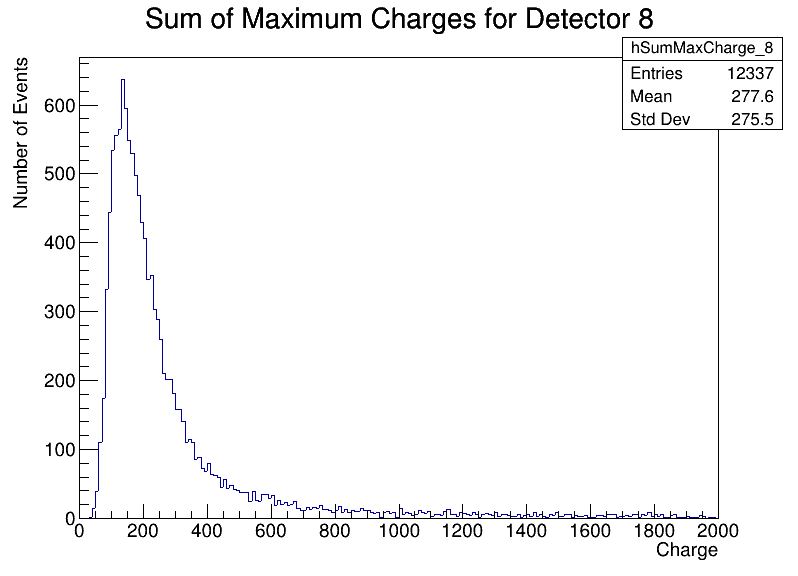 Sum of Maximum Charges for Detector 8
hSumMaxCharge_8
Entries 12337
Mean 277.6
Std Dev 275.5
Number of Events
600
500
400
300
200
100
0
0 200 400 600 800 1000 1200 1400 1600 1800 2000
Charge